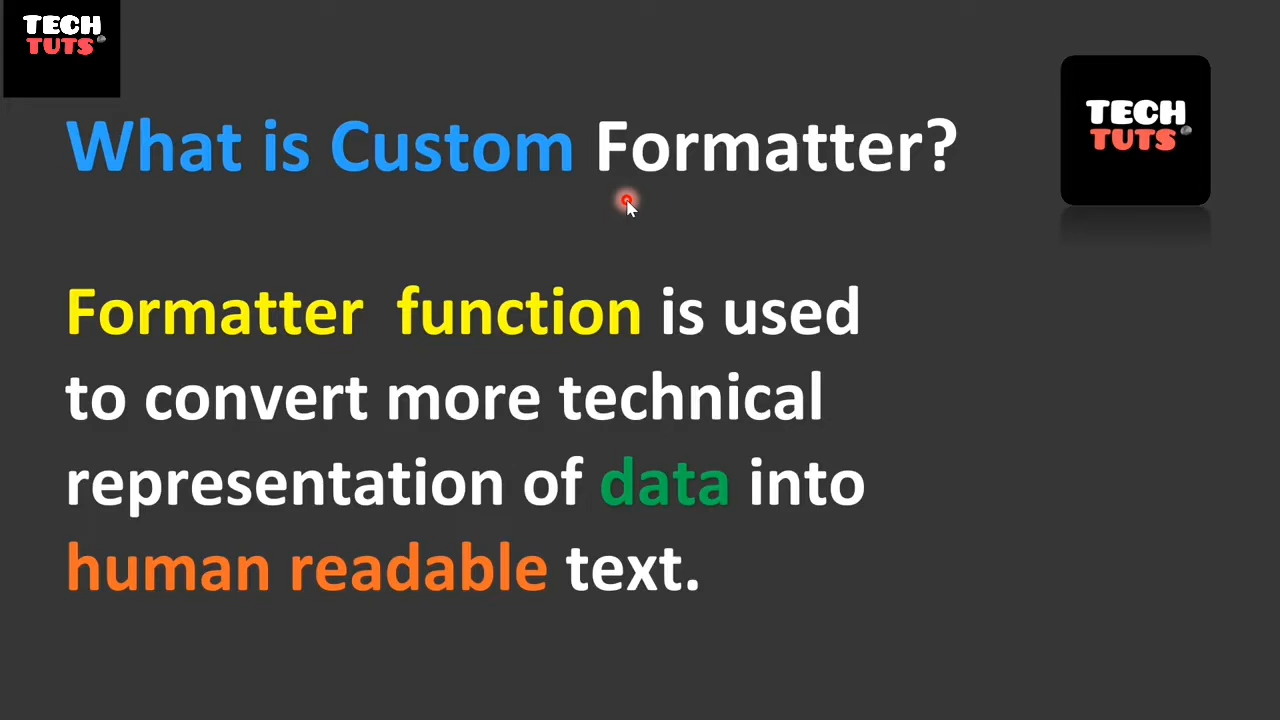 TECH
TUTS
What is Custom Formatter?
TECH
TUTS
Formatter function is used
to convert more technical
representation of data into
human readable text.